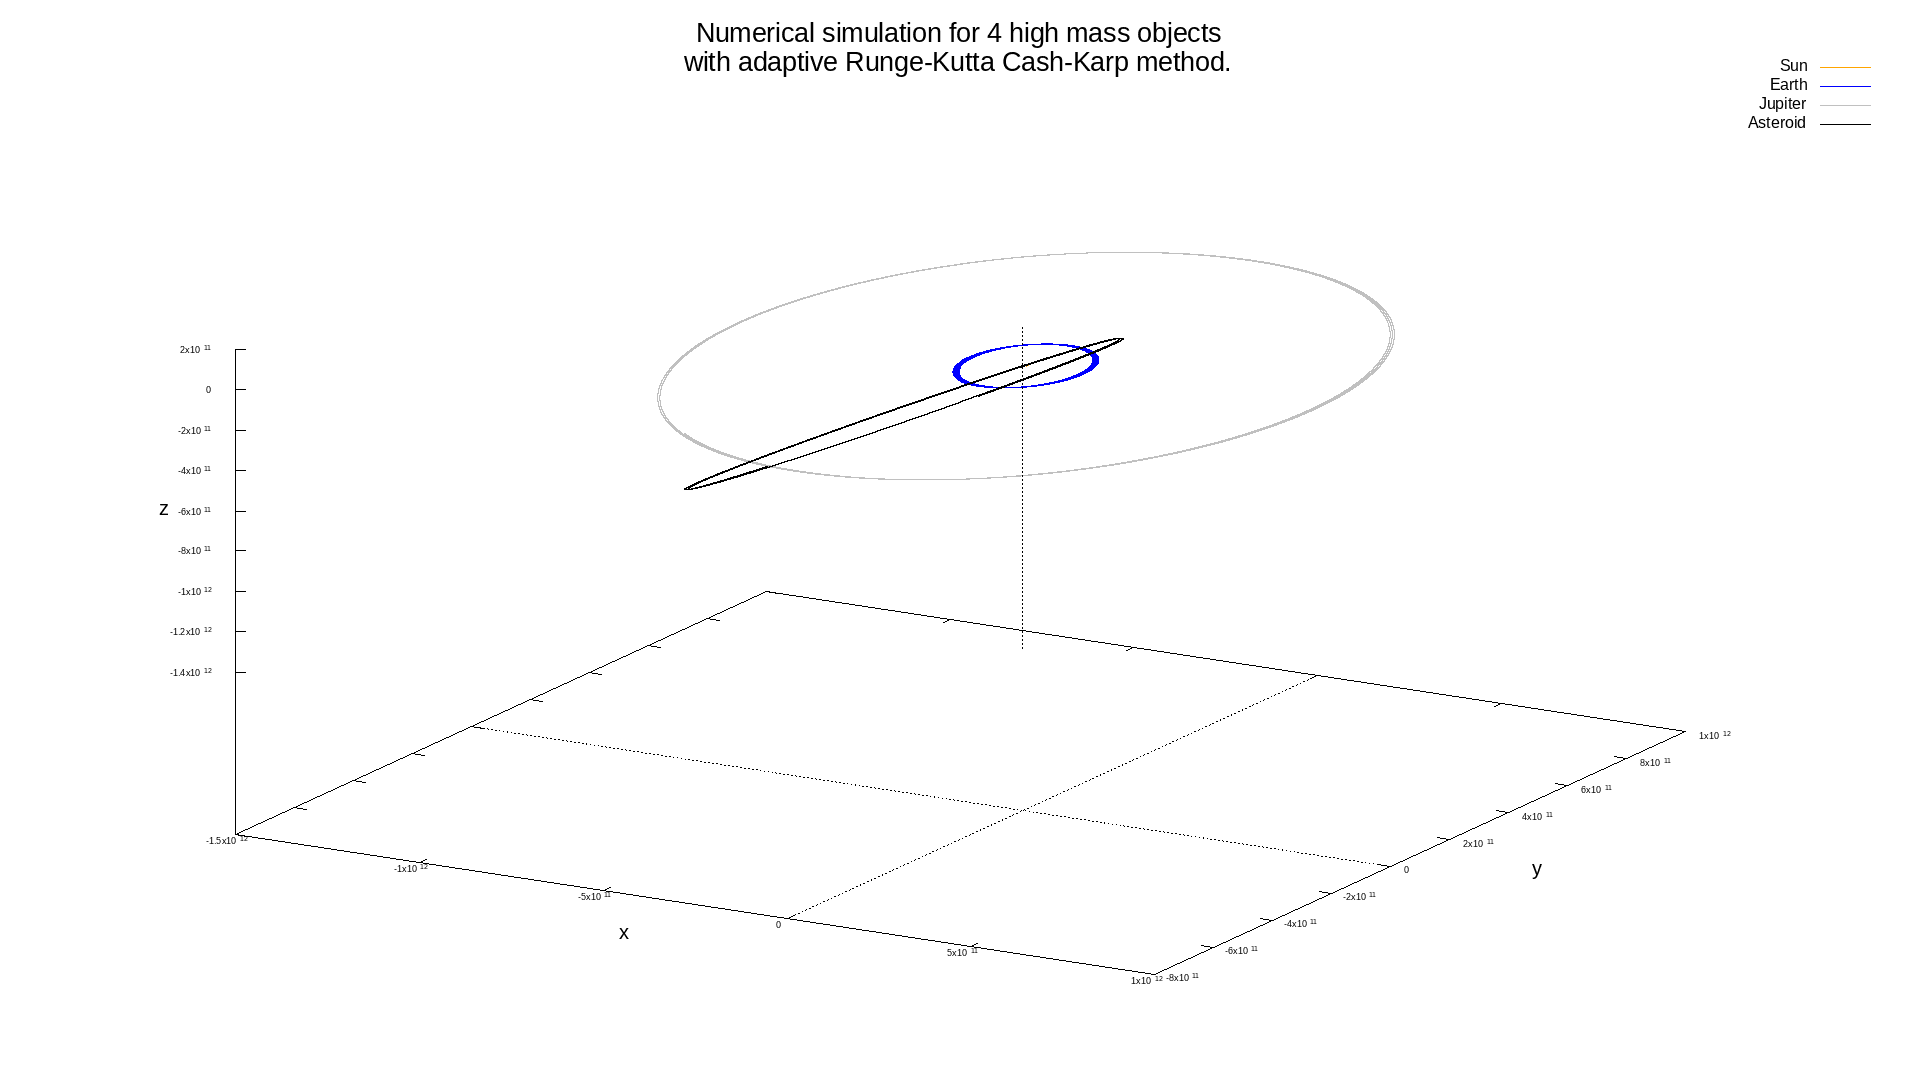 Numerical simulation for 4 high mass objects
with adaptive Runge-Kutta Cash-Karp method.
Sun
Earth
Jupiter
Asteroid
2x10 11
0
-2x10 11
-4x10 11
z
-6x10 11
-8x10 11
-1x10 12
-1.2x10 12
-1.4x10 12
-1.5x10 12
-1x10 12
-5x10 11
0
5x10 11
1x10 12
x
-8x10 11
-6x10 11
-4x10 11
-2x10 11
0
2x10 11
4x10 11
6x10 11
8x10 11
1x10 12
y